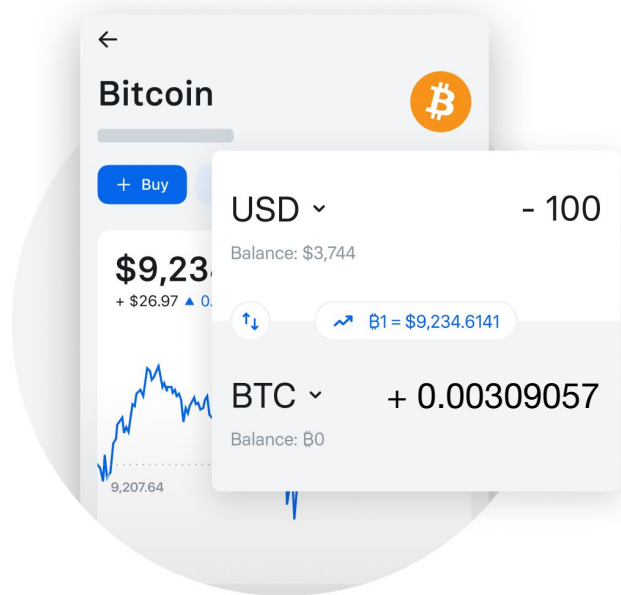 Bitcoin
+ Buy
$9,23
+ $26.97 ▲ 0.
9,207.64
USD
- 100
Balance: $3,744
₿1 = $9,234.6141
BTC
+ 0.00309057
Balance: ₿0